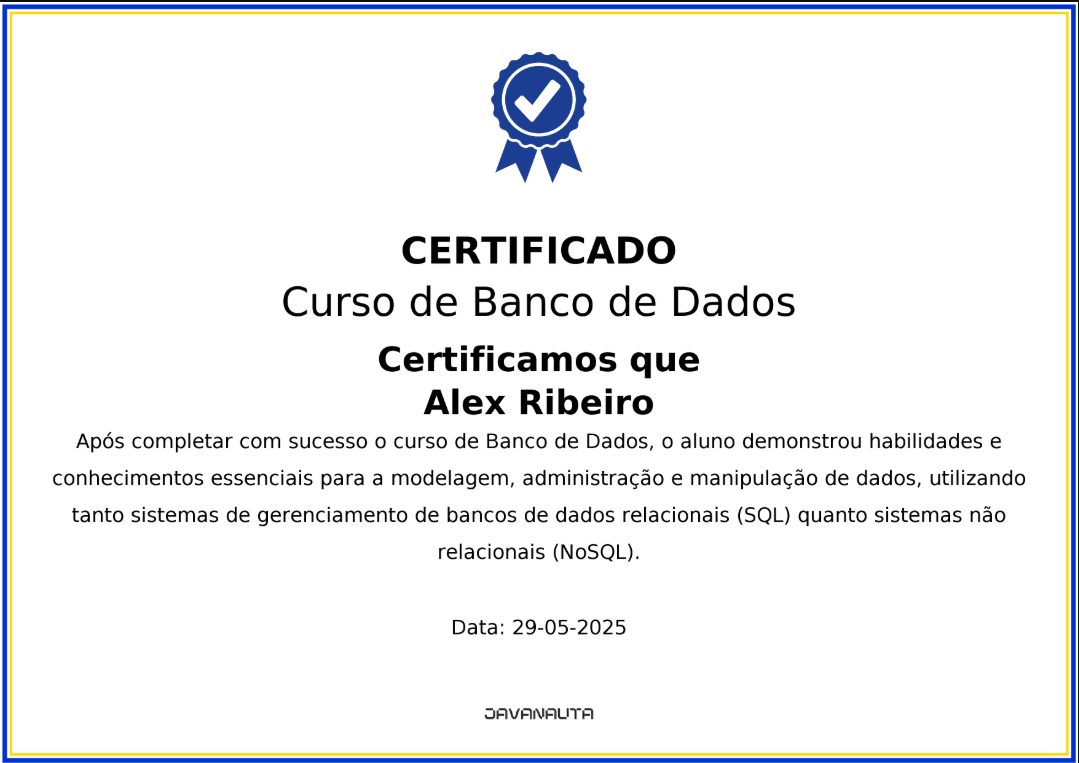 CERTIFICADO
Curso de Banco de Dados
Certificamos que
Alex Ribeiro
Após completar com sucesso o curso de Banco de Dados, o aluno demonstrou habilidades e
conhecimentos essenciais para a modelagem, administração e manipulação de dados, utilizando
tanto sistemas de gerenciamento de bancos de dados relacionais (SQL) quanto sistemas não
relacionais (NoSQL).
Data: 29-05-2025
JAVANAUTA